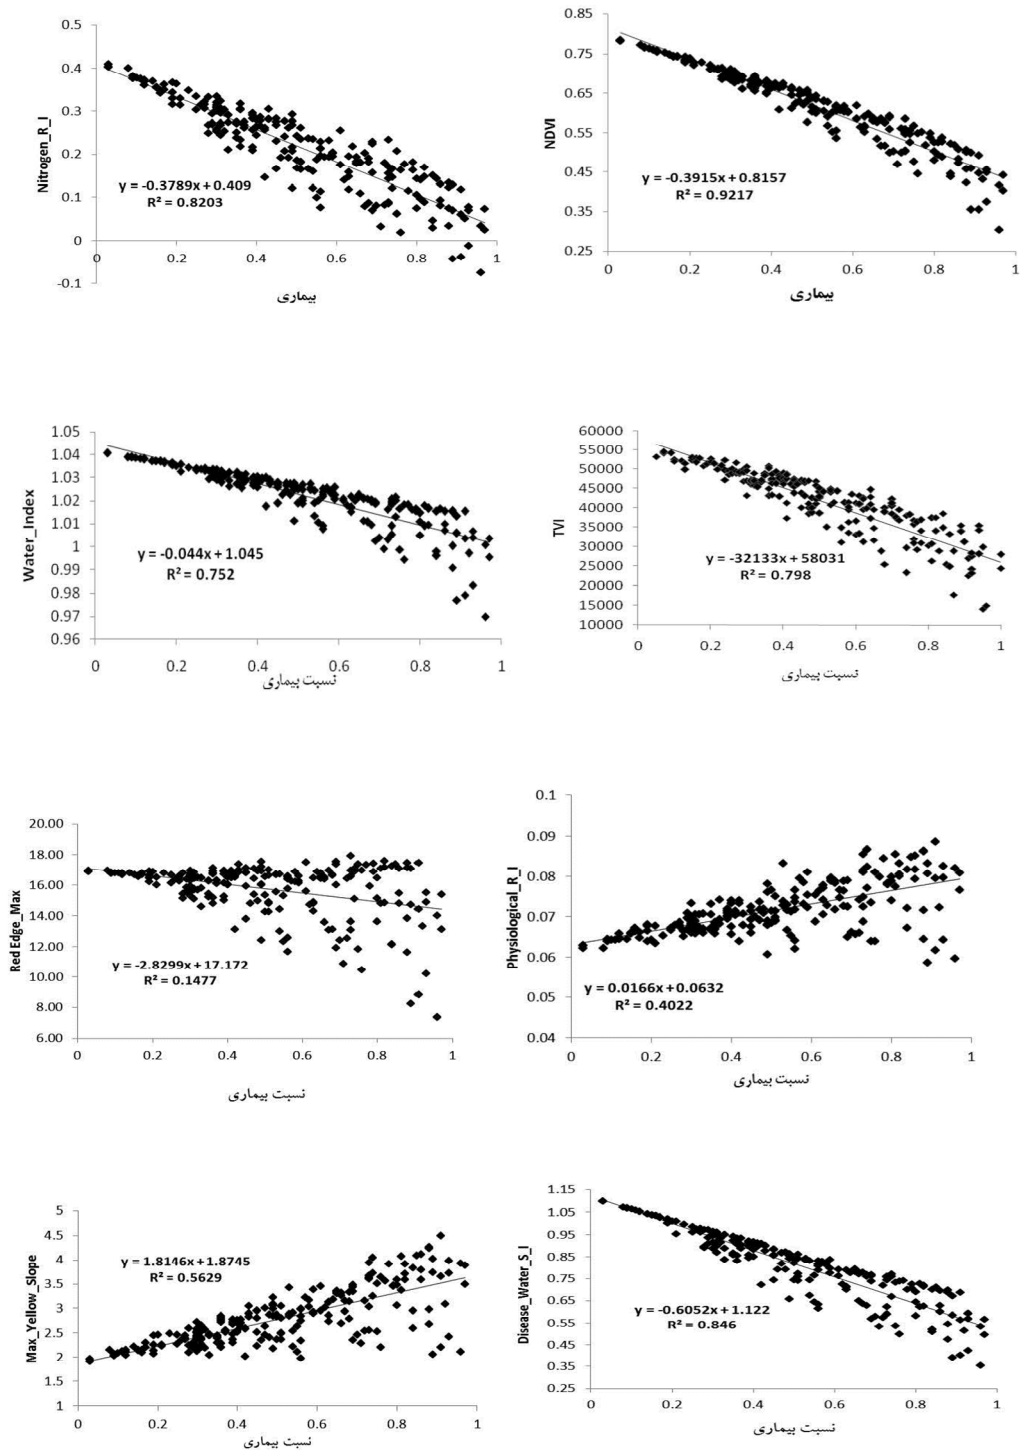 0.5
0.4
0.3
0.2
0.1
0
-0.1
Nitrogen_R_I
y = -0.3789x + 0.409
R² = 0.8203
0 0.2 0.4 0.6 0.8 1
بیماری
0.85
0.75
0.65
0.55
0.45
0.35
0.25
NDVI
y = -0.3915x + 0.8157
R² = 0.9217
0 0.2 0.4 0.6 0.8 1
بیماری
1.05
1.04
1.03
1.02
1.01
1
0.99
0.98
0.97
0.96
Water_Index
y = -0.044x + 1.045
R² = 0.752
0 0.2 0.4 0.6 0.8 1
نسبت بیماری
60000
55000
50000
45000
40000
35000
30000
25000
20000
15000
10000
TVI
y = -32133x + 58031
R² = 0.798
0 0.2 0.4 0.6 0.8 1
نسبت بیماری
20.00
18.00
16.00
14.00
12.00
10.00
8.00
6.00
Red Edge_Max
y = -2.8299x + 17.172
R² = 0.1477
0 0.2 0.4 0.6 0.8 1
نسبت بیماری
0.1
0.09
0.08
0.07
0.06
0.05
0.04
Physiological_R_I
y = 0.0166x + 0.0632
R² = 0.4022
0 0.2 0.4 0.6 0.8 1
نسبت بیماری
5
4.5
4
3.5
3
2.5
2
1.5
1
Max_Yellow_Slope
y = 1.8146x + 1.8745
R² = 0.5629
0 0.2 0.4 0.6 0.8 1
نسبت بیماری
1.15
1.05
0.95
0.85
0.75
0.65
0.55
0.45
0.35
0.25
Disease_Water_S_I
y = -0.6052x + 1.122
R² = 0.846
0 0.2 0.4 0.6 0.8 1
نسبت بیماری